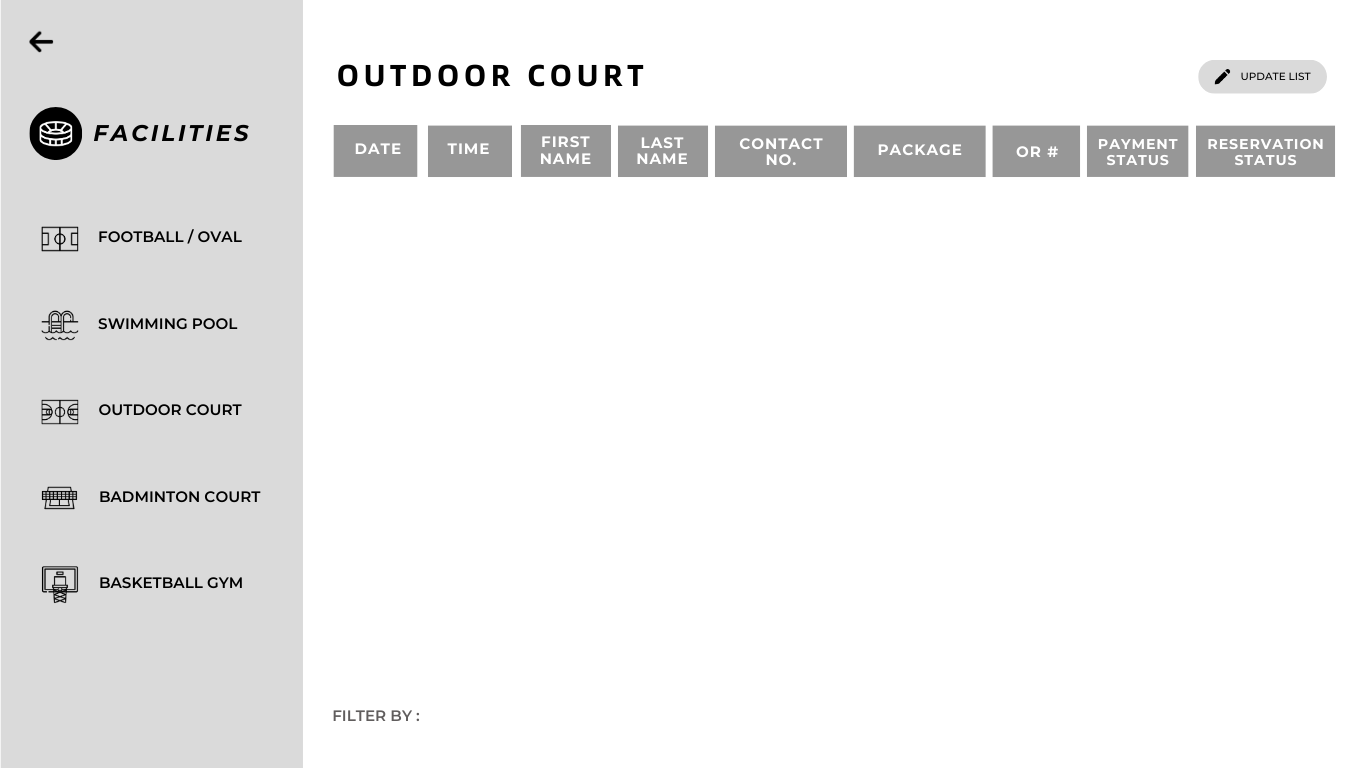 FACILITIES
FOOTBALL / OVAL
SWIMMING POOL
OUTDOOR COURT
BADMINTON COURT
BASKETBALL GYM
OUTDOOR COURT
UPDATE LIST
DATE
TIME
FIRST
NAME
LAST
NAME
CONTACT
NO.
PACKAGE
OR #
PAYMENT
STATUS
RESERVATION
STATUS
FILTER BY :